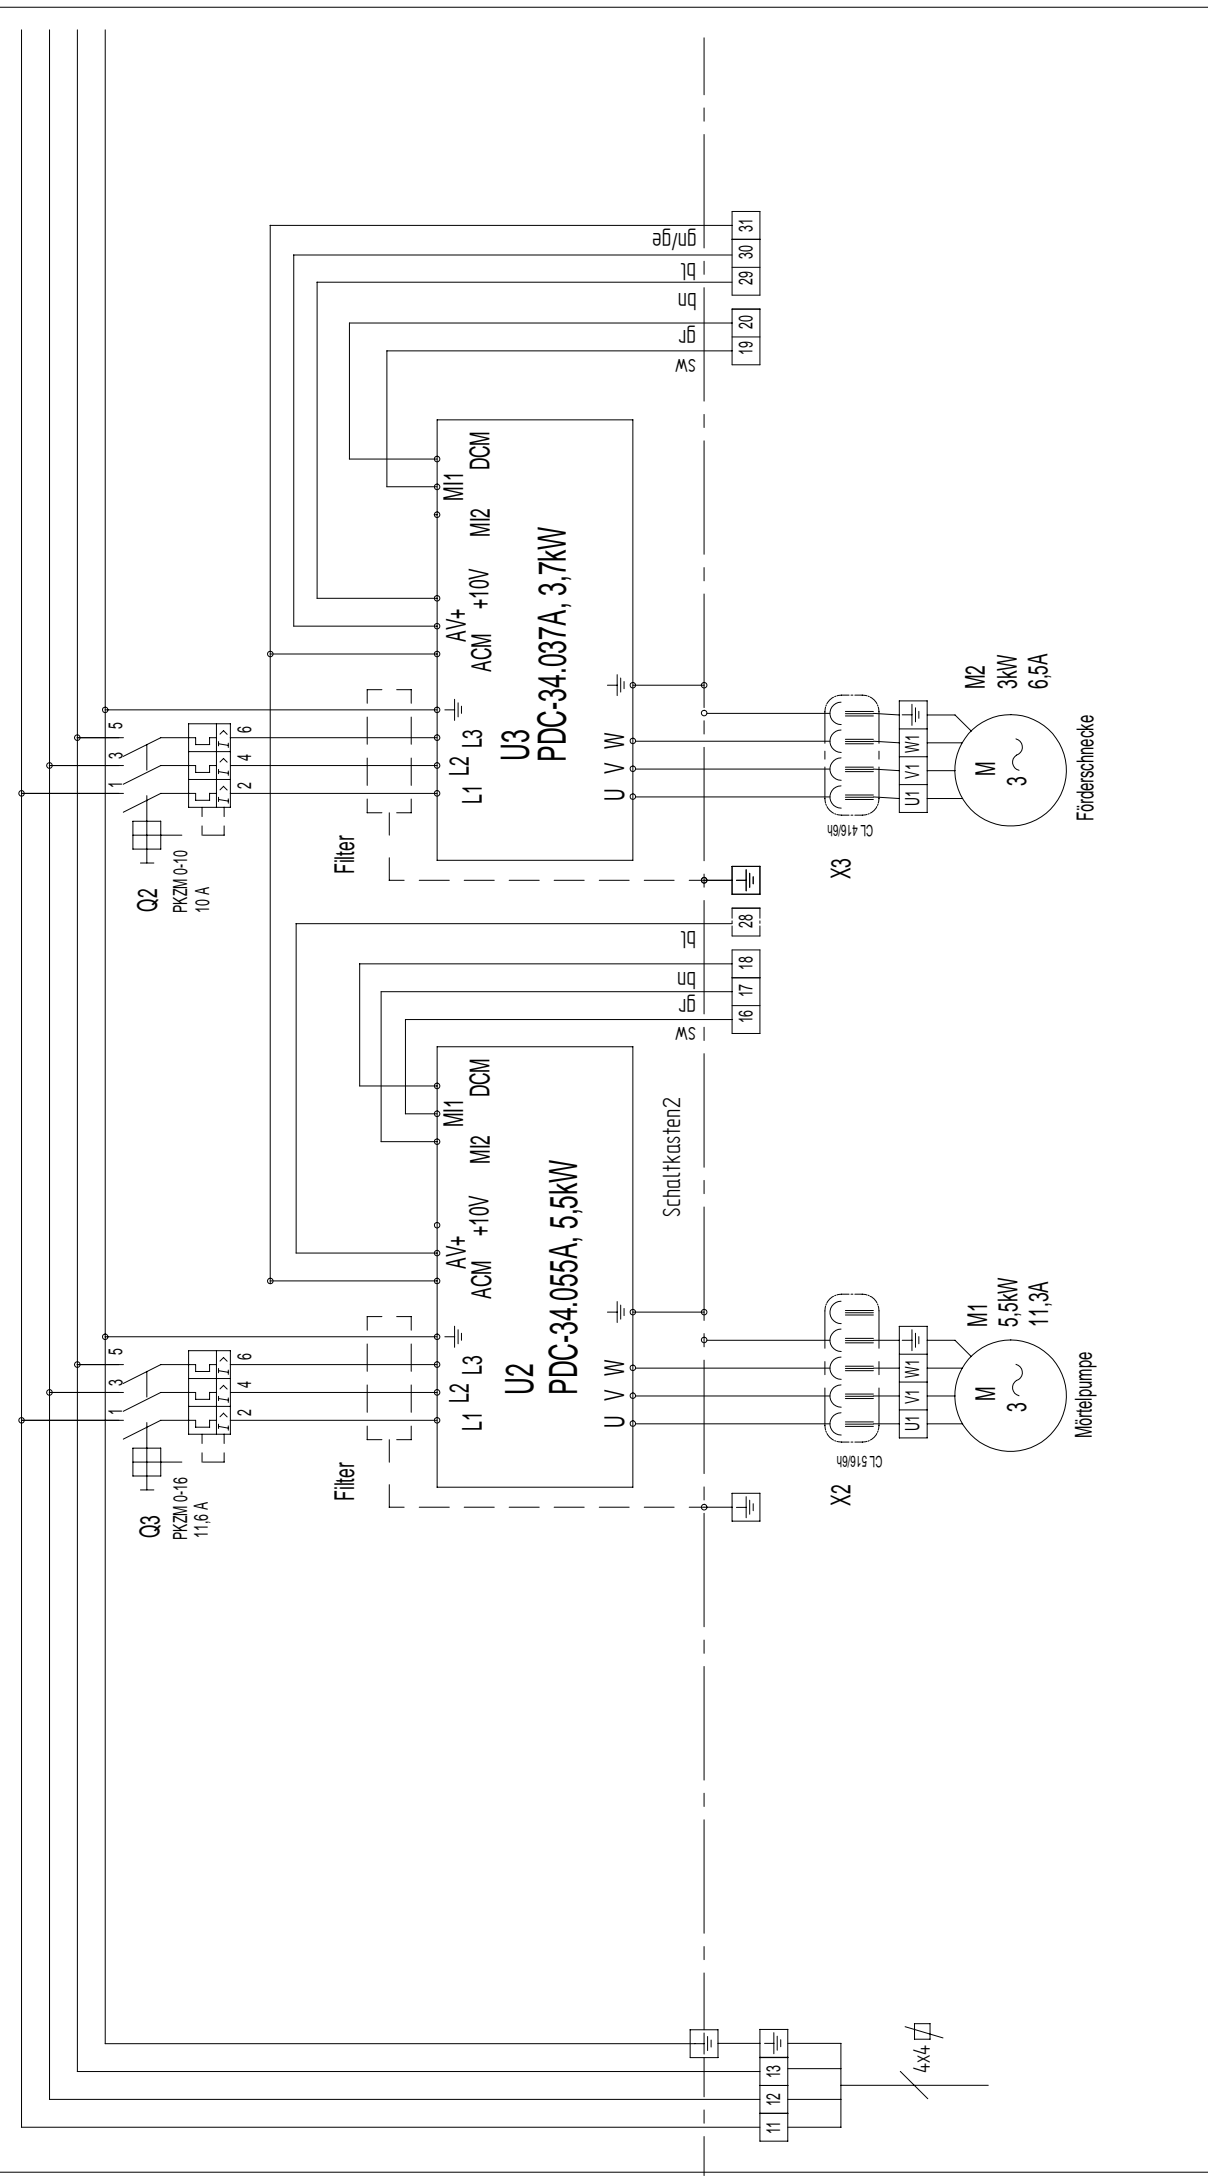 1
3
5
Q3
PKZM 0-16
11,6 A
I>
I>
I>
2
4
6
1
3
5
Q2
PKZM 0-10
10 A
I>
I>
I>
2
4
6
Filter
L1
L2
L3
ACM
AV+
+10V
MI2
MI1
DCM
U2
PDC-34.055A, 5,5kW
U
V
W
Filter
L1
L2
L3
ACM
AV+
+10V
MI2
MI1
DCM
U3
PDC-34.037A, 3,7kW
U
V
W
Schaltkasten2
sw
gr
bn
bl
sw
gr
bn
bl
gn/ge
11
12
13
16
17
18
28
19
20
29
30
31
4x4
X2
CL 516/6h
U1
V1
W1
M
3
M1
5,5kW
11,3A
Mörtelpumpe
X3
CL 416/6h
U1
V1
W1
M
3
M2
3kW
6,5A
Förderschnecke